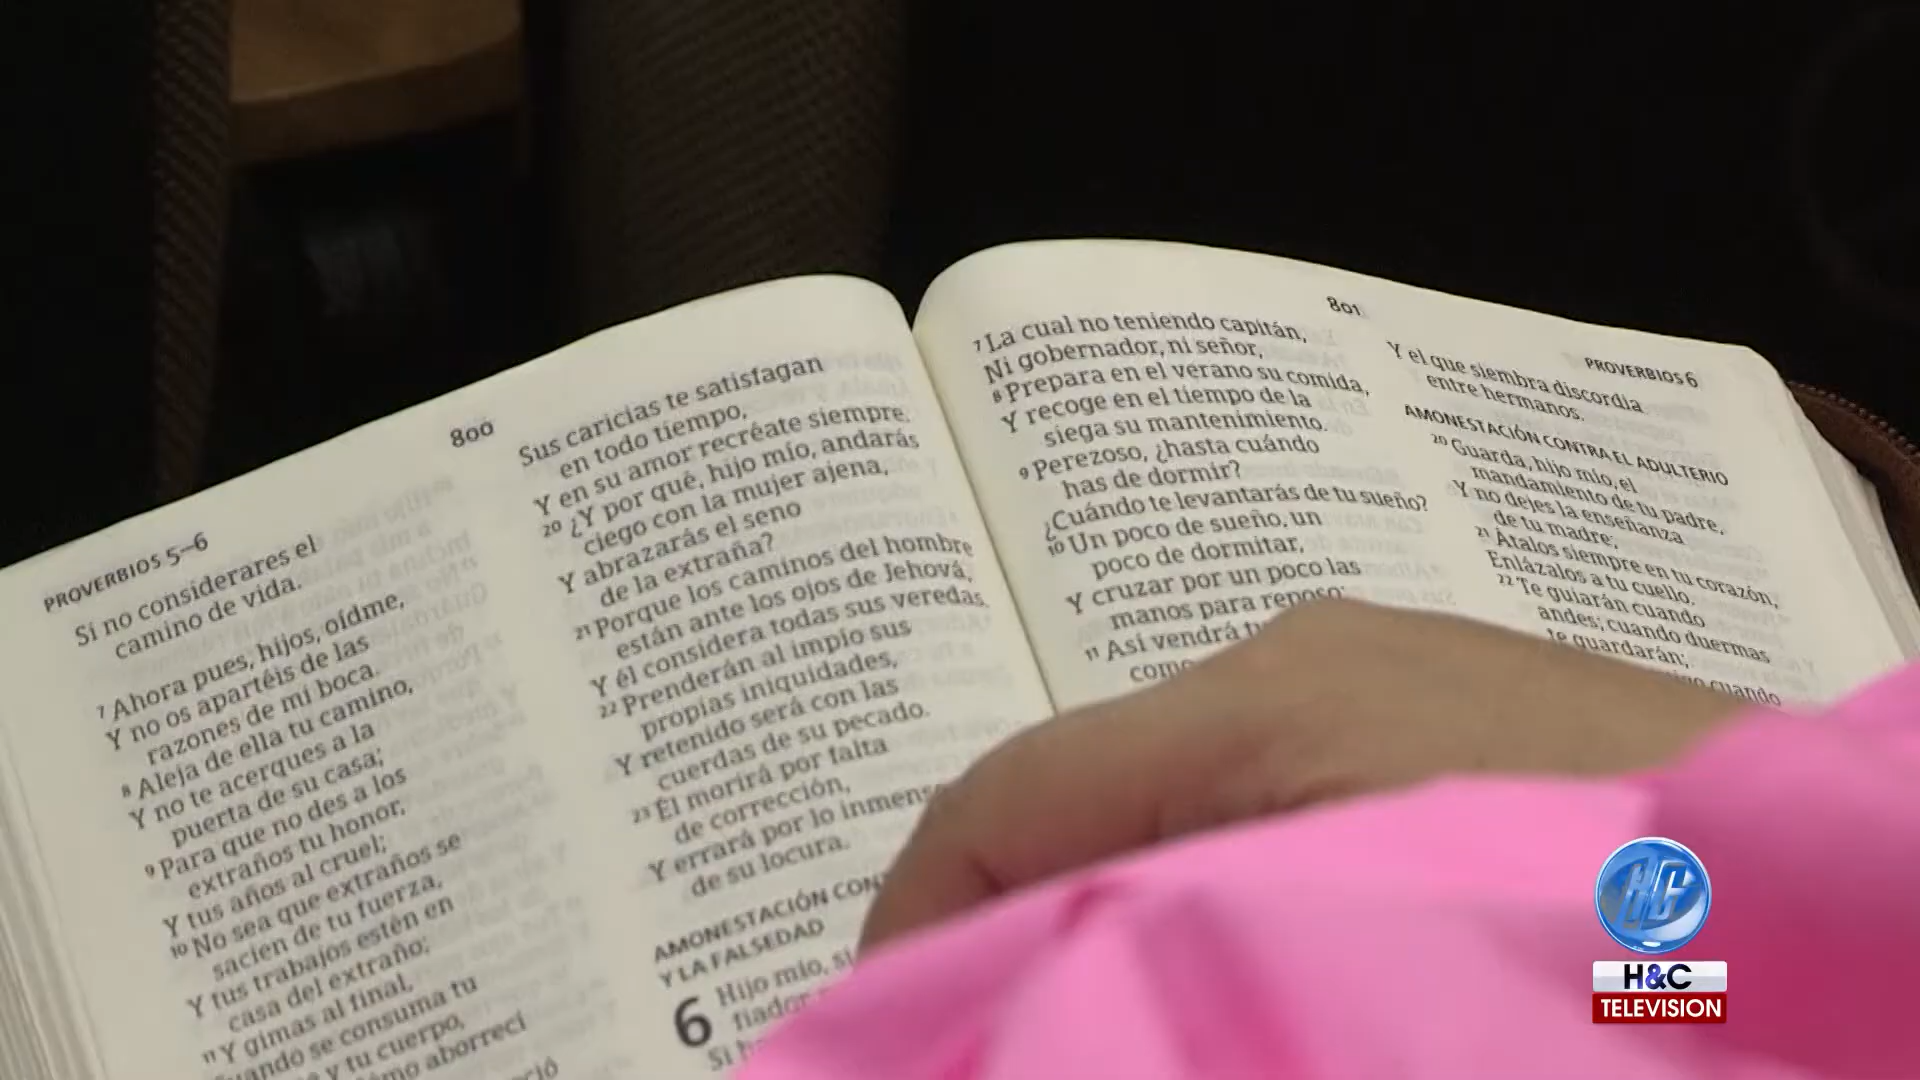 800
PROVERBIOS 5–6
Si no considerares el
camino de vida.
7 Ahora pues, hijos, oídme,
Y no os apartéis de las
razones de mi boca.
8 Aleja de ella tu camino,
Y no te acerques a la
puerta de su casa;
9 Para que no des a los
extraños tu honor,
Y tus años al cruel;
10 No sea que extraños se
sacien de tu fuerza,
Y tus trabajos estén en
casa del extraño;
11 Y gimas al final,
se consuma tu
y tu cuerpo,
aborrecí
Sus caricias te satisfagan
en todo tiempo,
Y en su amor recréate siempre.
20 ¿Y por qué, hijo mío, andarás
ciego con la mujer ajena,
Y abrazarás el seno
de la extraña?
21 Porque los caminos del hombre
están ante los ojos de Jehová,
Y él considera todas sus veredas.
22 Prenderán al impío sus
propias iniquidades,
Y retenido será con las
cuerdas de su pecado.
23 Él morirá por falta
de corrección,
Y errará por lo inmenso
de su locura.
AMONESTACIÓN
Y LA FALSEDAD
6 Hijo mío, si
Si
801
PROVERBIOS 6
7 La cual no teniendo capitán,
Ni gobernador, ni señor,
8 Prepara en el verano su comida,
Y recoge en el tiempo de la
siega su mantenimiento.
9 Perezoso, ¿hasta cuándo
has de dormir?
¿Cuándo te levantarás de tu sueño?
10 Un poco de sueño, un
poco de dormitar,
Y cruzar por un poco las
manos para reposo;
11 Así vendrá
Y el que siembra discordia
entre hermanos.
AMONESTACIÓN CONTRA EL ADULTERIO
20 Guarda, hijo mío, el
mandamiento de tu padre,
Y no dejes la enseñanza
de tu madre;
21 Átalos siempre en tu corazón,
Enlázalos a tu cuello.
22 Te guiarán cuando
andes; cuando duermas
te guardarán;
cuando
HC
H&C
TELEVISION